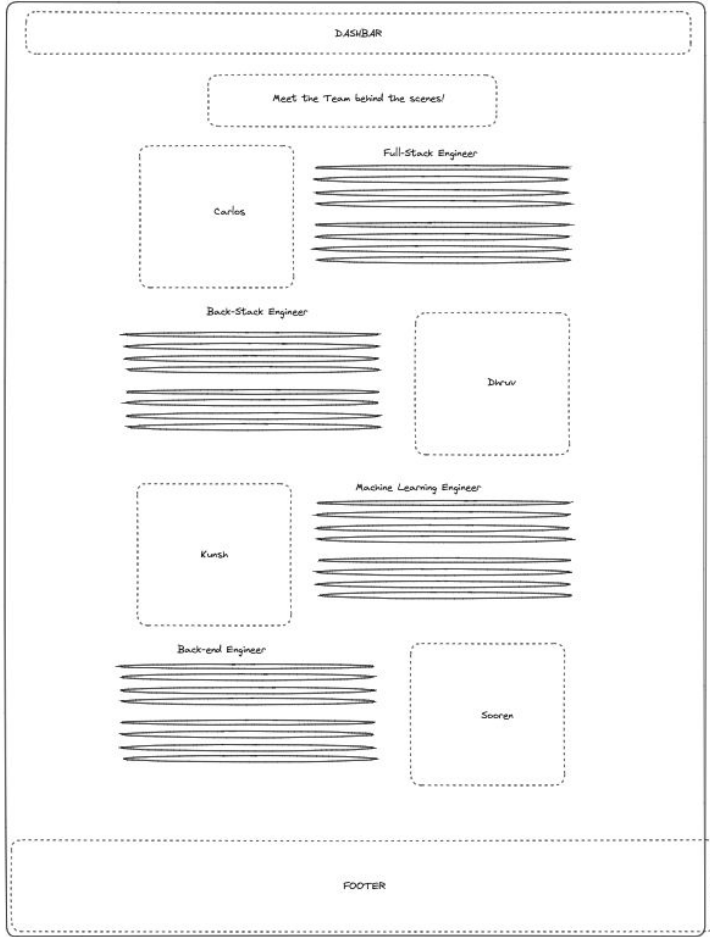 DASHBAR
Meet the Team behind the scenes!
Full-Stack Engineer
Carlos
Back-Stack Engineer
Dhruv
Machine Learning Engineer
Kunsh
Back-end Engineer
Sooren
FOOTER